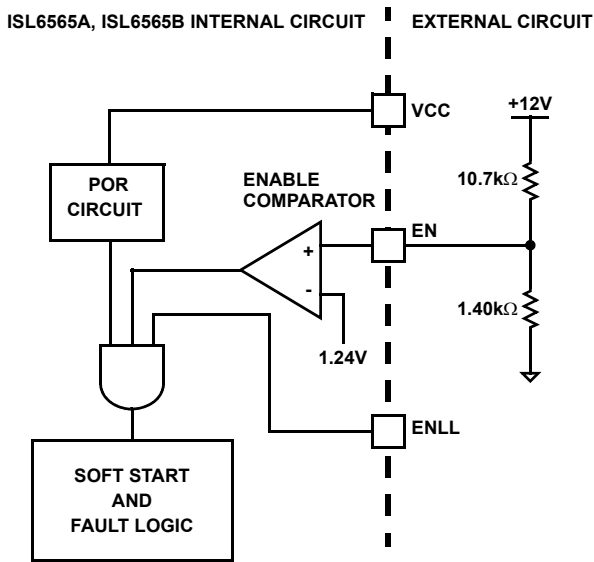 ISL6565A, ISL6565B INTERNAL CIRCUIT
EXTERNAL CIRCUIT
VCC
+12V
POR
CIRCUIT
10.7kΩ
ENABLE
COMPARATOR
EN
+
-
1.40kΩ
1.24V
ENLL
SOFT START
AND
FAULT LOGIC